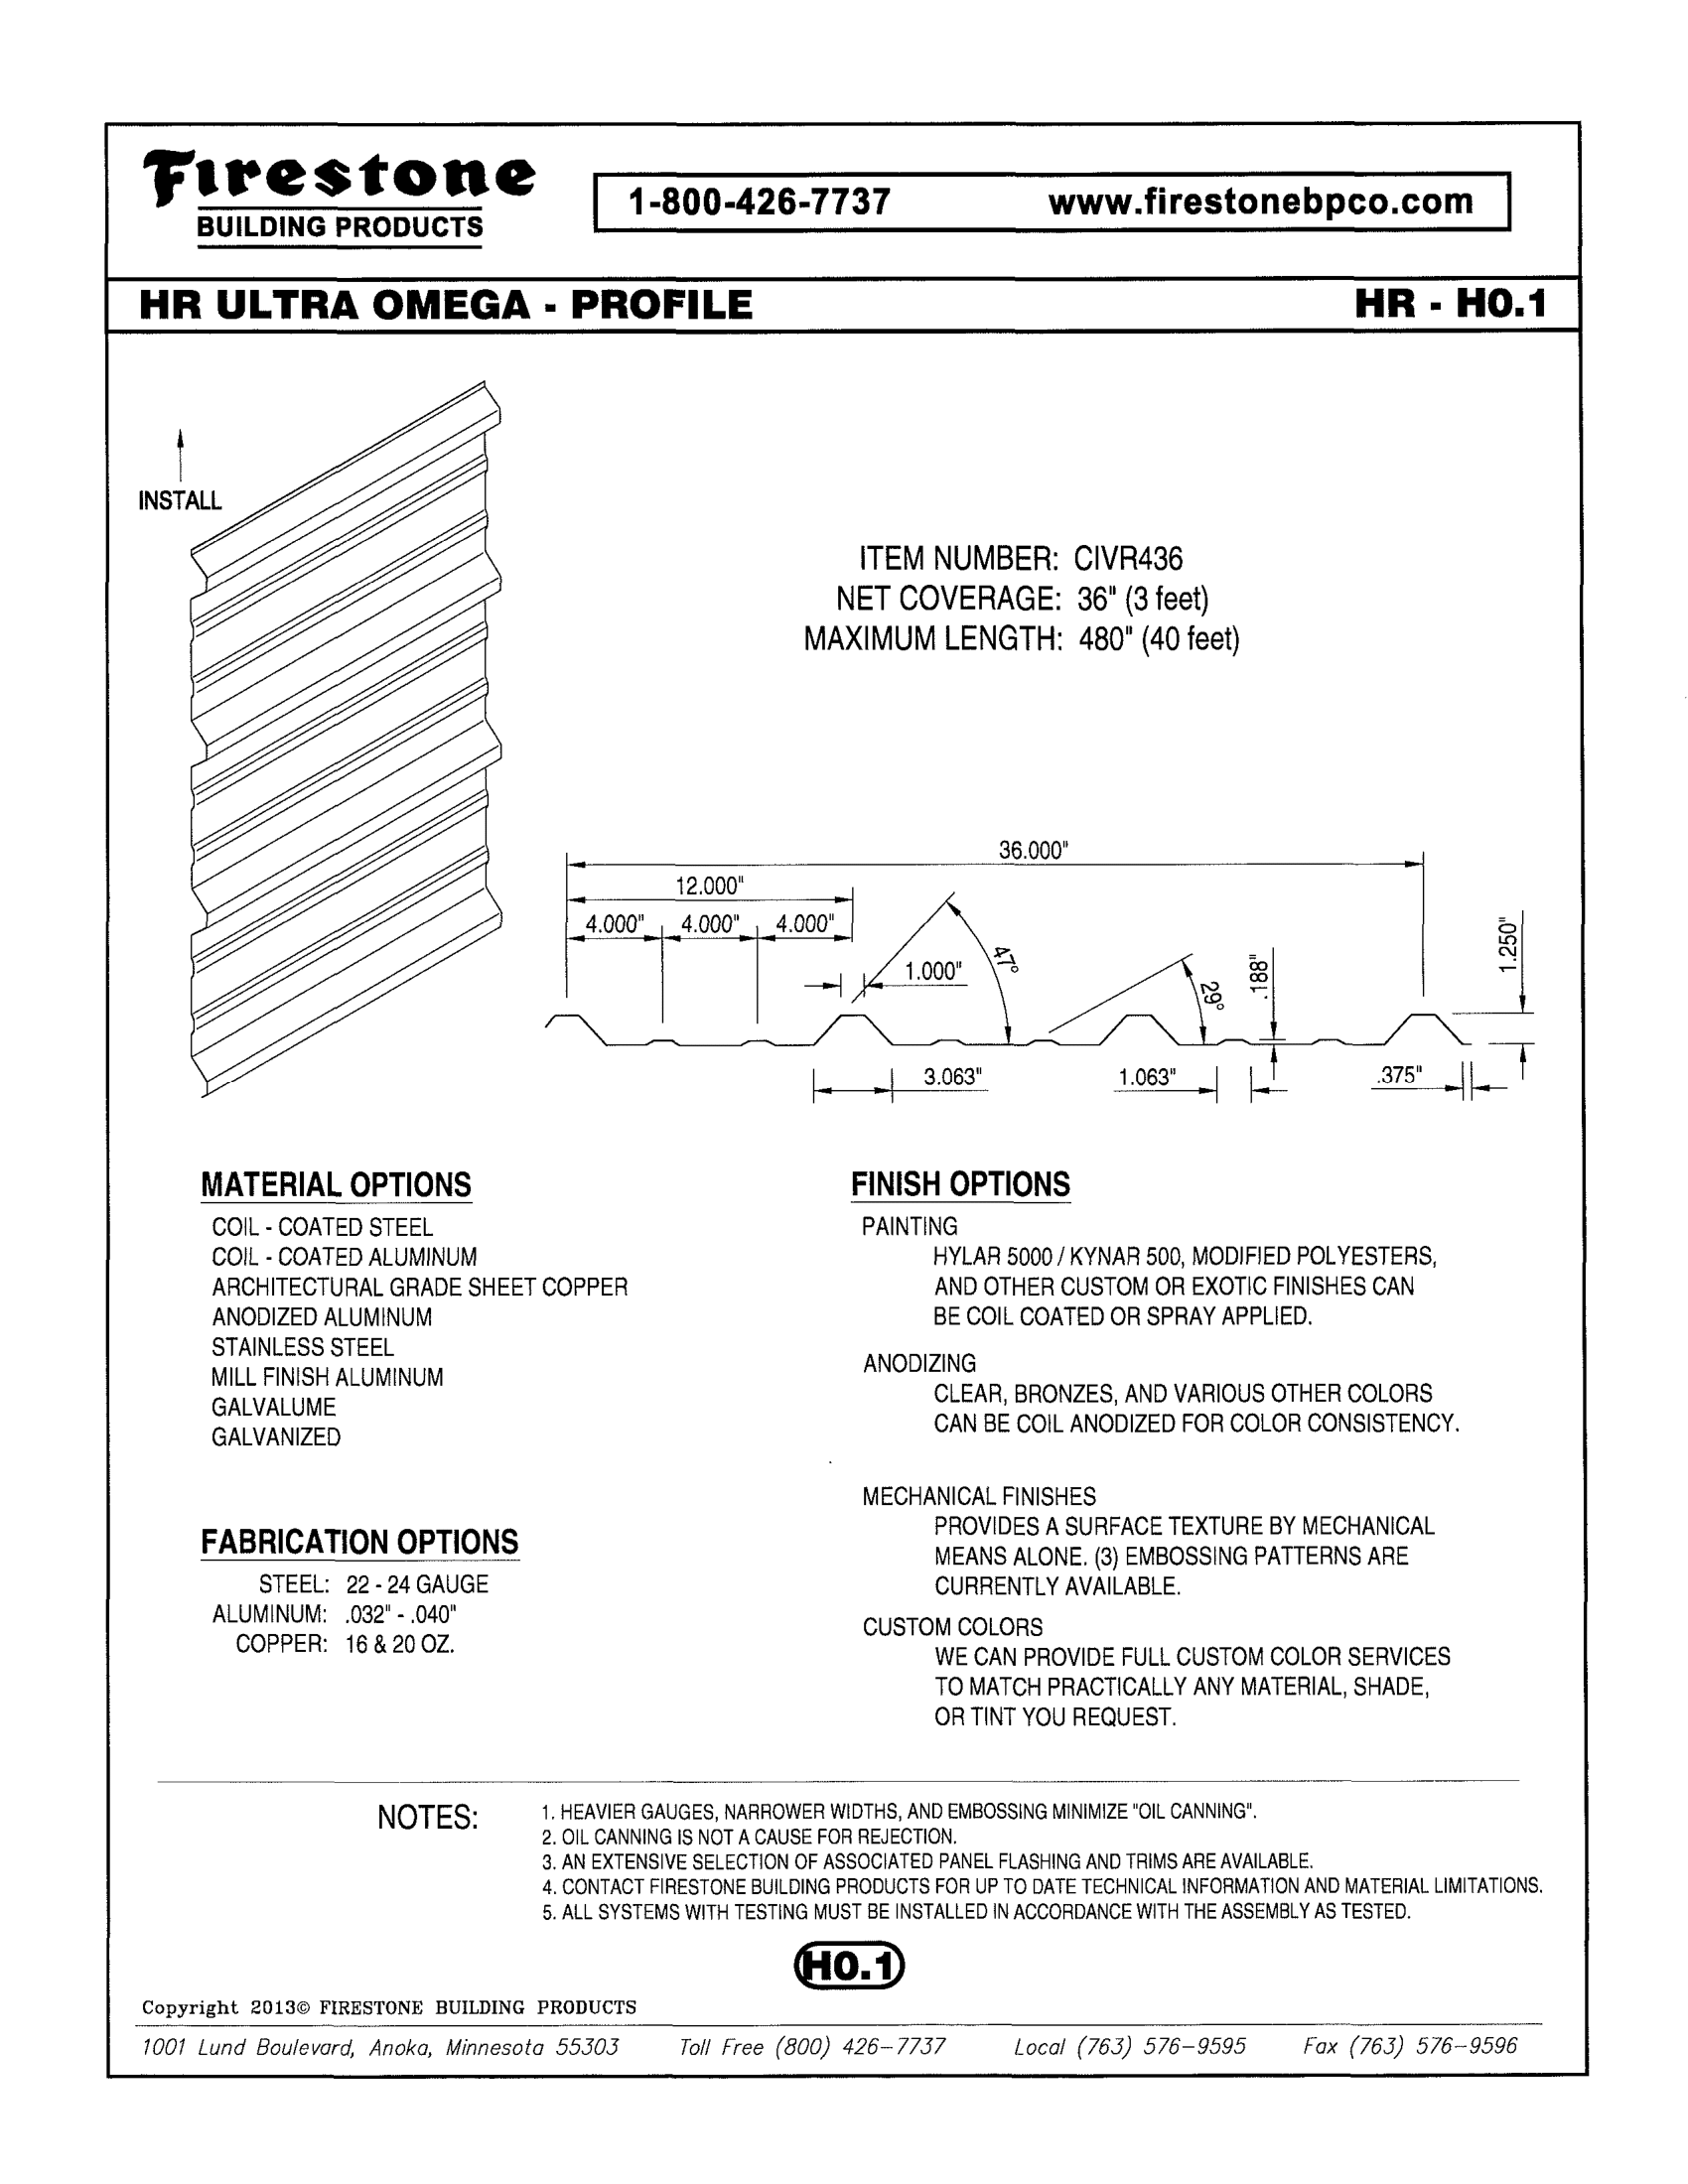 Firestone
BUILDING PRODUCTS
1-800-426-7737 www.firestonebpco.com
HR ULTRA OMEGA - PROFILE HR - H0.1
INSTALL
ITEM NUMBER: CIVR436
NET COVERAGE: 36" (3 feet)
MAXIMUM LENGTH: 480" (40 feet)
36.000"
12.000"
4.000" 4.000" 4.000"
1.000"
47°
29°
.188"
1.250"
3.063" 1.063" .375"
MATERIAL OPTIONS
COIL - COATED STEEL
COIL - COATED ALUMINUM
ARCHITECTURAL GRADE SHEET COPPER
ANODIZED ALUMINUM
STAINLESS STEEL
MILL FINISH ALUMINUM
GALVALUME
GALVANIZED
FABRICATION OPTIONS
STEEL: 22 - 24 GAUGE
ALUMINUM: .032" - .040"
COPPER: 16 & 20 OZ.
FINISH OPTIONS
PAINTING
HYLAR 5000 / KYNAR 500, MODIFIED POLYESTERS,
AND OTHER CUSTOM OR EXOTIC FINISHES CAN
BE COIL COATED OR SPRAY APPLIED.
ANODIZING
CLEAR, BRONZES, AND VARIOUS OTHER COLORS
CAN BE COIL ANODIZED FOR COLOR CONSISTENCY.
MECHANICAL FINISHES
PROVIDES A SURFACE TEXTURE BY MECHANICAL
MEANS ALONE. (3) EMBOSSING PATTERNS ARE
CURRENTLY AVAILABLE.
CUSTOM COLORS
WE CAN PROVIDE FULL CUSTOM COLOR SERVICES
TO MATCH PRACTICALLY ANY MATERIAL, SHADE,
OR TINT YOU REQUEST.
NOTES:
1. HEAVIER GAUGES, NARROWER WIDTHS, AND EMBOSSING MINIMIZE "OIL CANNING".
2. OIL CANNING IS NOT A CAUSE FOR REJECTION.
3. AN EXTENSIVE SELECTION OF ASSOCIATED PANEL FLASHING AND TRIMS ARE AVAILABLE.
4. CONTACT FIRESTONE BUILDING PRODUCTS FOR UP TO DATE TECHNICAL INFORMATION AND MATERIAL LIMITATIONS.
5. ALL SYSTEMS WITH TESTING MUST BE INSTALLED IN ACCORDANCE WITH THE ASSEMBLY AS TESTED.
H0.1
Copyright 2013© FIRESTONE BUILDING PRODUCTS
1001 Lund Boulevard, Anoka, Minnesota 55303 Toll Free (800) 426-7737 Local (763) 576-9595 Fax (763) 576-9596